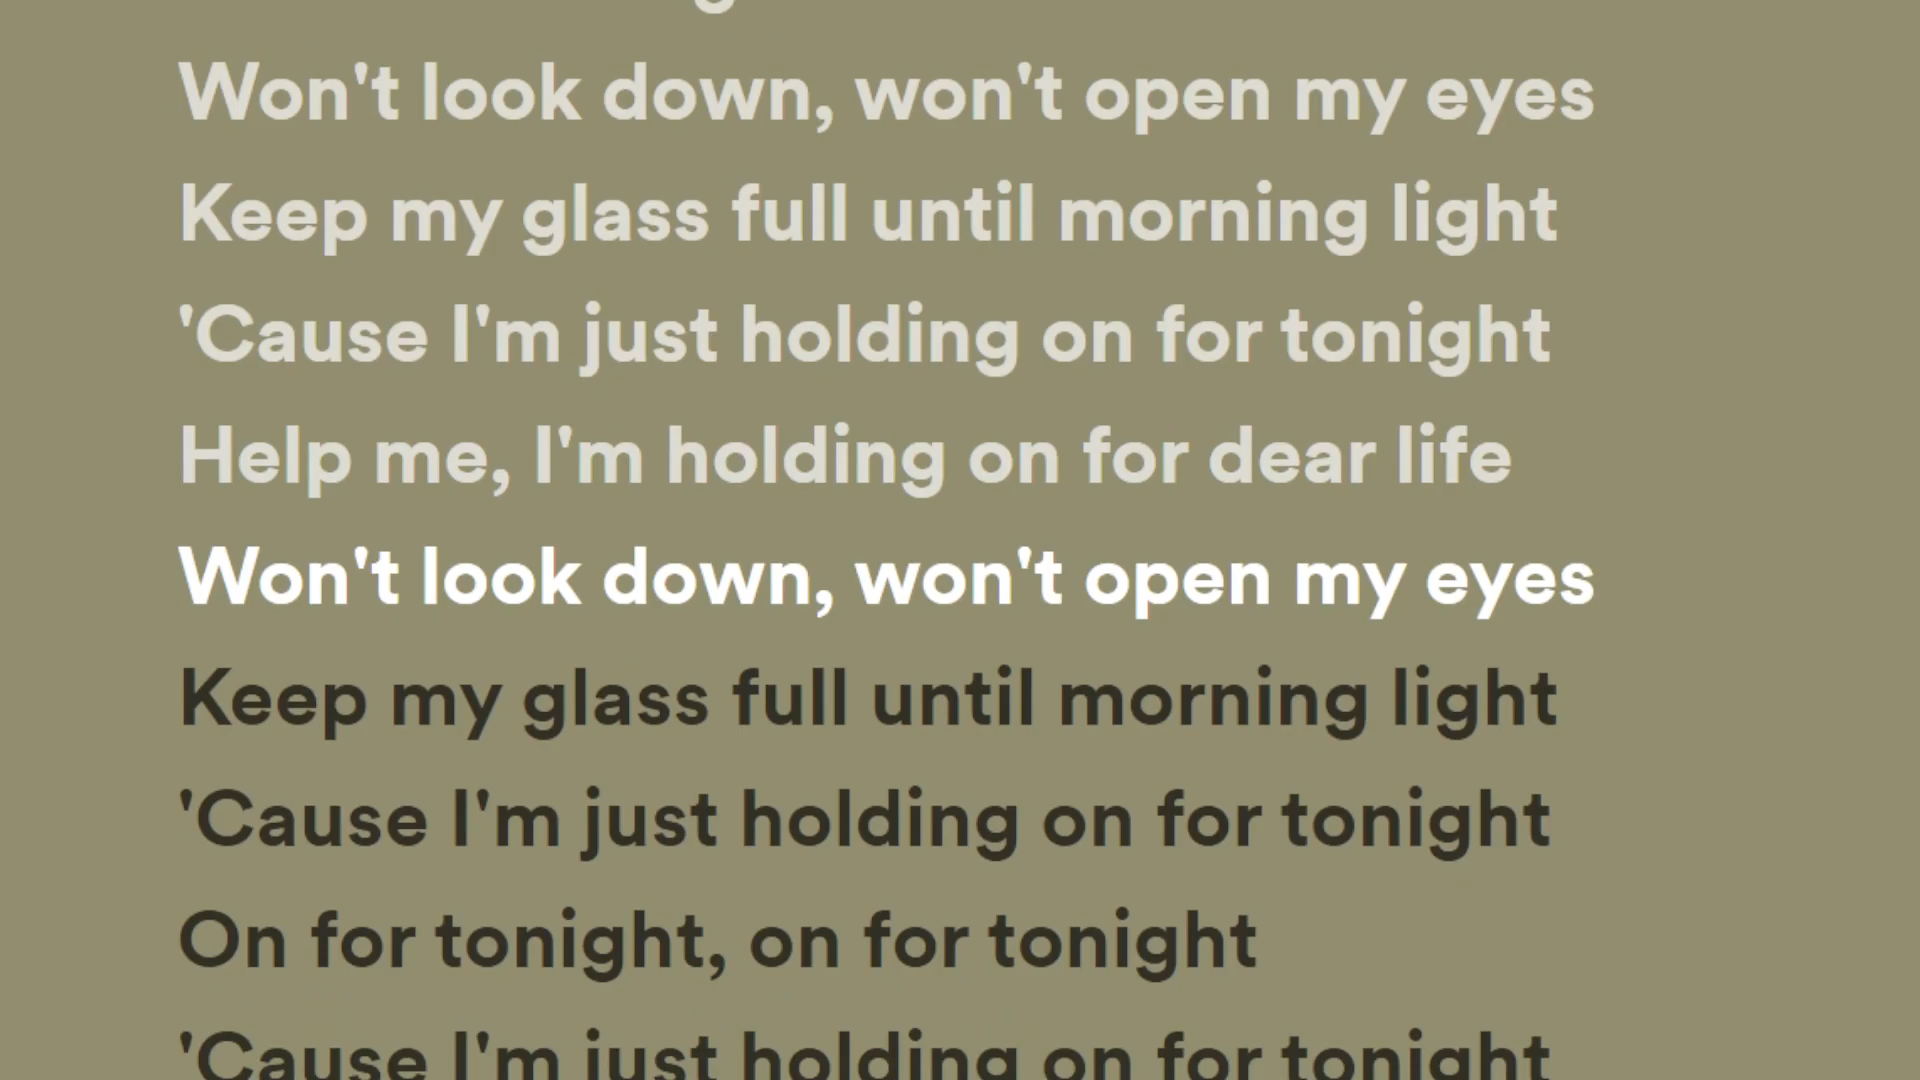 Won't look down, won't open my eyes
Keep my glass full until morning light
'Cause I'm just holding on for tonight
Help me, I'm holding on for dear life
Won't look down, won't open my eyes
Keep my glass full until morning light
'Cause I'm just holding on for tonight
On for tonight, on for tonight
'Cause I'm just holding on for tonight